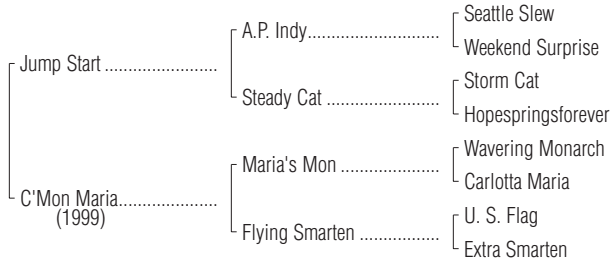 Seattle Slew
A.P. Indy......................
Weekend Surprise
Jump Start .......................
Storm Cat
Steady Cat .......................
Hopespringsforever
Wavering Monarch
Maria's Mon ....................
Carlotta Maria
C'Mon Maria....................
(1999)
U. S. Flag
Flying Smarten ................
Extra Smarten